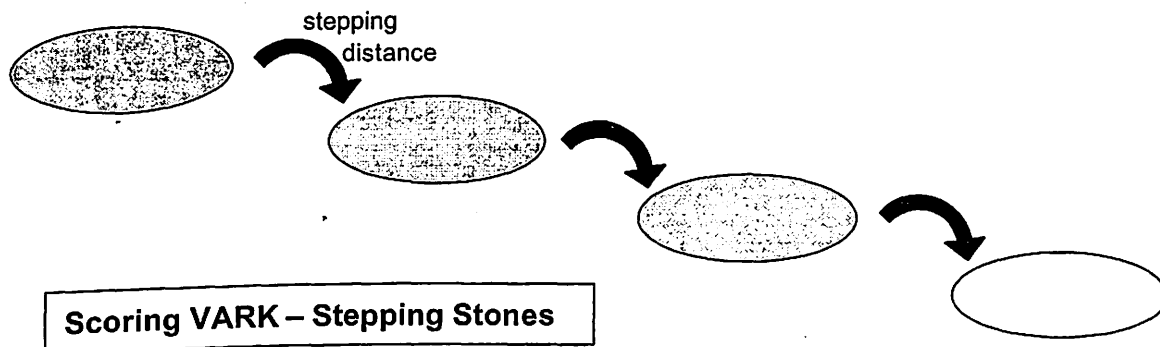 stepping
distance
Scoring VARK – Stepping Stones